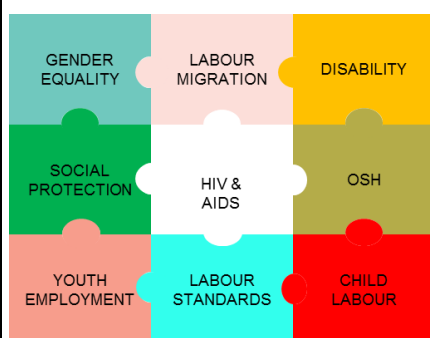 GENDER
EQUALITY
LABOUR
MIGRATION
DISABILITY
SOCIAL
PROTECTION
HIV &
AIDS
OSH
YOUTH
EMPLOYMENT
LABOUR
STANDARDS
CHILD
LABOUR